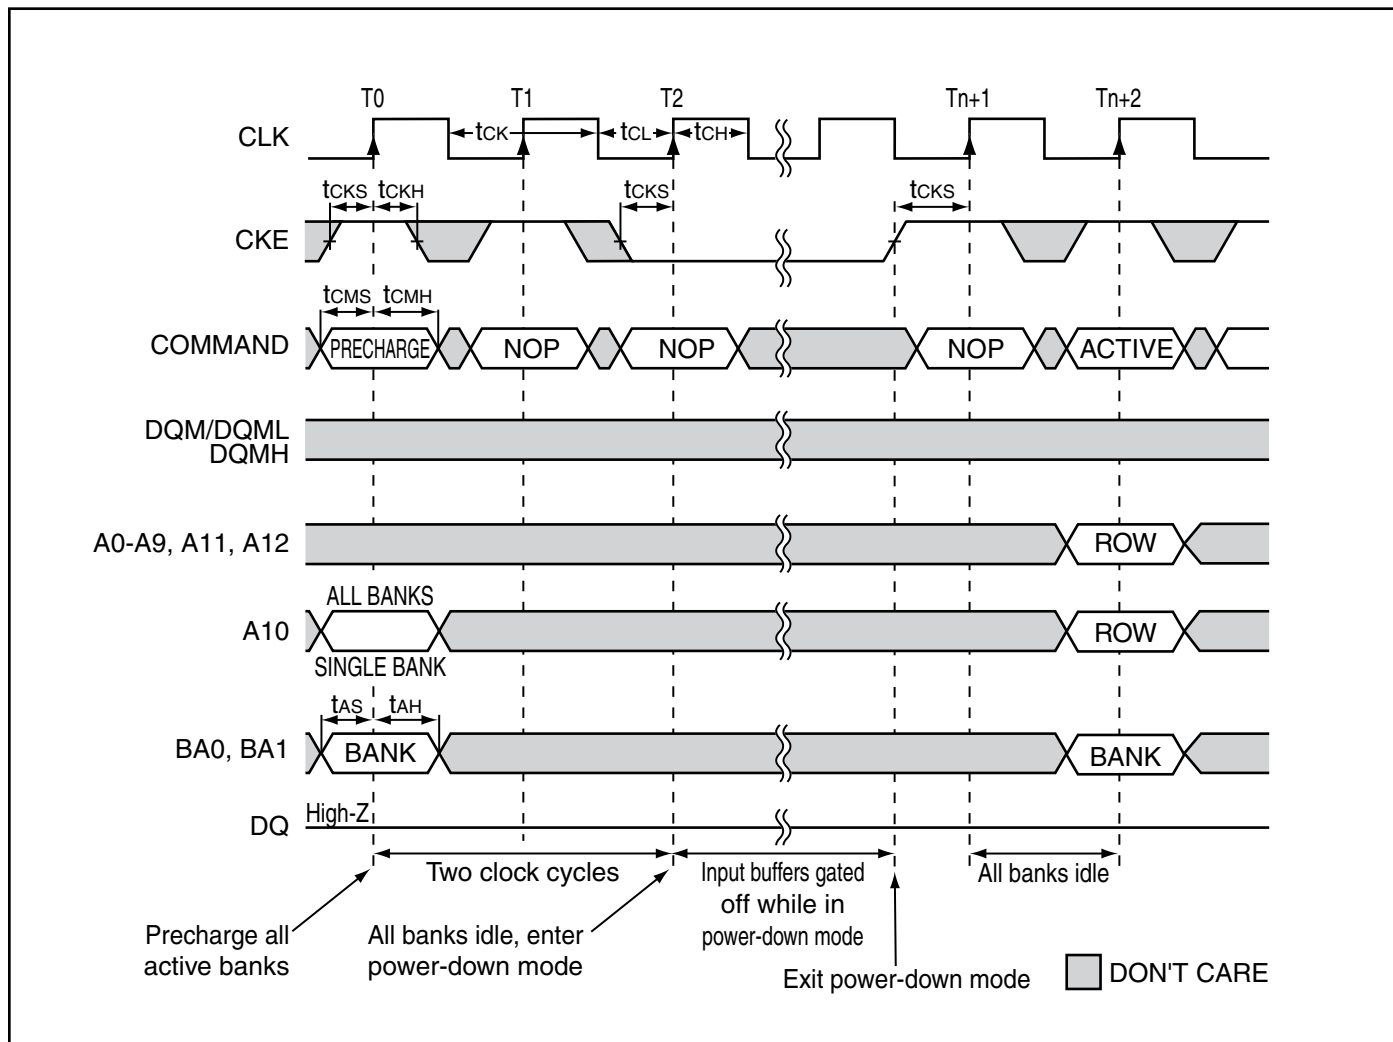 T0 T1 T2 Tn+1 Tn+2
CLK tCK tCL tCH
tCKS tCKH tCKS tCKS
CKE
tCMS tCMH
COMMAND PRECHARGE NOP NOP NOP ACTIVE
DQM/DQML
DQMH
A0-A9, A11, A12 ROW
ALL BANKS
A10 ROW
SINGLE BANK
tAS tAH
BA0, BA1 BANK BANK
High-Z
DQ
Two clock cycles
Input buffers gated
off while in
power-down mode
All banks idle
Precharge all
active banks
All banks idle, enter
power-down mode
Exit power-down mode
DON'T CARE